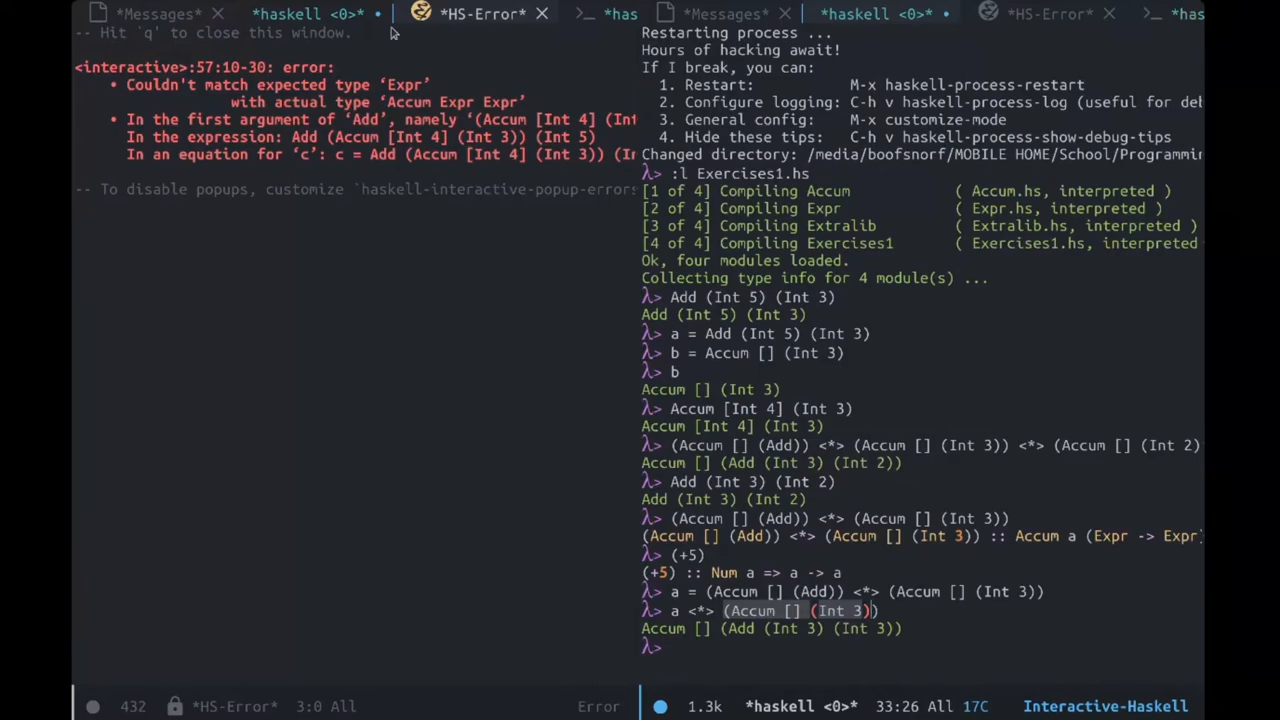 *Messages*
*haskell <0>*
*HS-Error*
*has
-- Hit `q' to close this window.
<interactive>:57:10-30: error:
• Couldn't match expected type ‘Expr’
with actual type ‘Accum Expr Expr’
• In the first argument of ‘Add’, namely ‘(Accum [Int 4] (Int
In the expression: Add (Accum [Int 4] (Int 3)) (Int 5)
In an equation for ‘c’: c = Add (Accum [Int 4] (Int 3)) (In
-- To disable popups, customize `haskell-interactive-popup-errors
432 *HS-Error* 3:0 All Error
*Messages*
*haskell <0>*
*HS-Error*
*has
Restarting process ...
Hours of hacking await!
If I break, you can:
1. Restart: M-x haskell-process-restart
2. Configure logging: C-h v haskell-process-log (useful for deb
3. General config: M-x customize-mode
4. Hide these tips: C-h v haskell-process-show-debug-tips
Changed directory: /media/boofsnorf/MOBILE HOME/School/Programmin
λ> :l Exercises1.hs
[1 of 4] Compiling Accum ( Accum.hs, interpreted )
[2 of 4] Compiling Expr ( Expr.hs, interpreted )
[3 of 4] Compiling Extralib ( Extralib.hs, interpreted )
[4 of 4] Compiling Exercises1 ( Exercises1.hs, interpreted
Ok, four modules loaded.
Collecting type info for 4 module(s) ...
λ> Add (Int 5) (Int 3)
Add (Int 5) (Int 3)
λ> a = Add (Int 5) (Int 3)
λ> b = Accum [] (Int 3)
λ> b
Accum [] (Int 3)
λ> Accum [Int 4] (Int 3)
Accum [Int 4] (Int 3)
λ> (Accum [] (Add)) <*> (Accum [] (Int 3)) <*> (Accum [] (Int 2)
Accum [] (Add (Int 3) (Int 2))
λ> Add (Int 3) (Int 2)
Add (Int 3) (Int 2)
λ> (Accum [] (Add)) <*> (Accum [] (Int 3))
(Accum [] (Add)) <*> (Accum [] (Int 3)) :: Accum a (Expr -> Expr)
λ> (+5)
(+5) :: Num a => a -> a
λ> a = (Accum [] (Add)) <*> (Accum [] (Int 3))
λ> a <*> (Accum [] (Int 3))
Accum [] (Add (Int 3) (Int 3))
λ>
1.3k *haskell <0>* 33:26 All 17C Interactive-Haskell